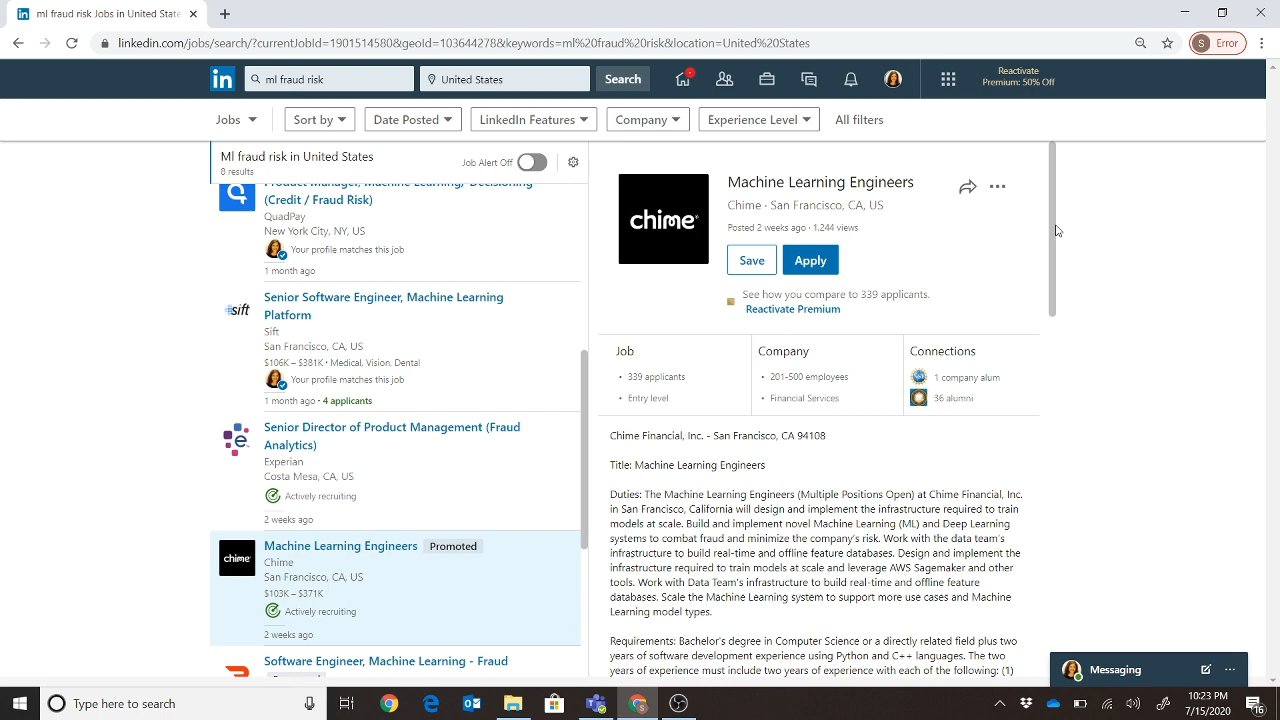 ml fraud risk Jobs in United State
linkedin.com/jobs/search/?currentJobId=1901514580&geoId=103644278&keywords=ml%20fraud%20risk&location=United%20States
S
Error
in
ml fraud risk
United States
Search
Reactivate
Premium: 50% Off
Jobs
Sort by
Date Posted
LinkedIn Features
Company
Experience Level
All filters
Ml fraud risk in United States
8 results
Job Alert Off
Product Manager, Machine Learning/ Decisioning
(Credit / Fraud Risk)
QuadPay
New York City, NY, US
Your profile matches this job
1 month ago
sift
Senior Software Engineer, Machine Learning
Platform
Sift
San Francisco, CA, US
$106K – $381K • Medical, Vision, Dental
Your profile matches this job
1 month ago • 4 applicants
Senior Director of Product Management (Fraud
Analytics)
Experian
Costa Mesa, CA, US
Actively recruiting
2 weeks ago
chime
Machine Learning Engineers Promoted
Chime
San Francisco, CA, US
$103K – $371K
Actively recruiting
2 weeks ago
Software Engineer, Machine Learning - Fraud
chime
Machine Learning Engineers
Chime · San Francisco, CA, US
Posted 2 weeks ago · 1.244 views
Save
Apply
See how you compare to 339 applicants.
Reactivate Premium
Job
• 339 applicants
• Entry level
Company
• 201-500 employees
• Financial Services
Connections
1 company alum
36 alumni
Chime Financial, Inc. - San Francisco, CA 94108
Title: Machine Learning Engineers
Duties: The Machine Learning Engineers (Multiple Positions Open) at Chime Financial, Inc.
in San Francisco, California will design and implement the infrastructure required to train
models at scale. Build and implement novel Machine Learning (ML) and Deep Learning
systems to combat fraud and minimize the company's risk. Work with the data team's
infrastructure to build real-time and offline feature databases. Design and implement the
infrastructure required to train models at scale and leverage AWS Sagemaker and other
tools. Work with Data Team's infrastructure to build real-time and offline feature
databases. Scale the Machine Learning system to support more use cases and Machine
Learning model types.
Requirements: Bachelor's degree in Computer Science or a directly related field plus two
years of software development experience using Python and C++ languages. The two
years of experience must include two years of experience with each of the following: (1)
Messaging
Type here to search
10:23 PM
7/15/2020